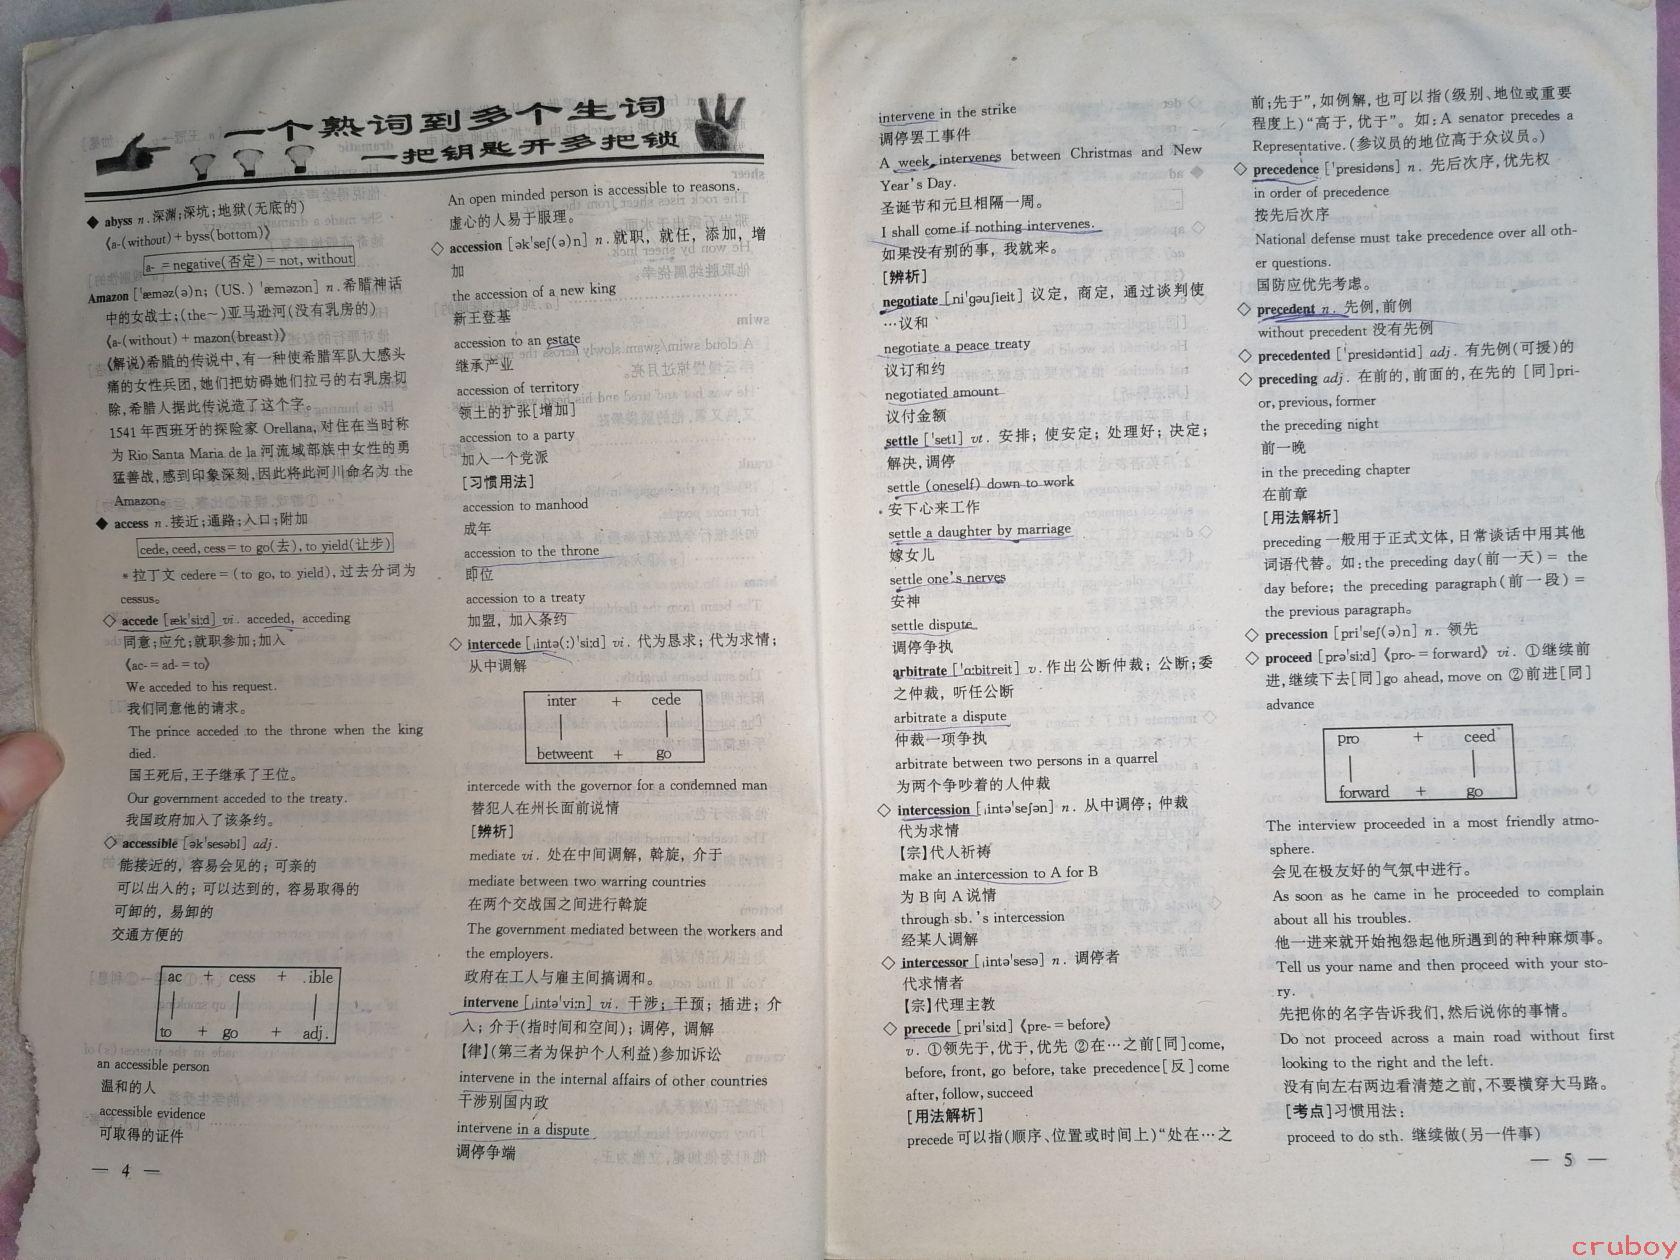 一个熟词到多个生词
一把钥匙开多把锁
◆ abyss n.深渊;深坑;地狱(无底的)
《a-(without)+byss(bottom)》
a- =negative(否定)=not, without
Amazon ['æməz(ə)n; (US.) 'æməzɔn] n.希腊神话
中的女战士;(the～)亚马逊河(没有乳房的)
《a-(without)+mazon(breast)》
《解说》希腊的传说中,有一种使希腊军队大感头
痛的女性兵团,她们把妨碍她们拉弓的右乳房切
除,希腊人据此传说造了这个字。
1541年西班牙的探险家 Orellana,对住在当时称
为 Rio Santa Maria de la 河流域部族中女性的勇
猛善战,感到印象深刻,因此将此河川命名为 the
Amazon。
◆ access n.接近;通路;入口;附加
cede, ceed, cess=to go(去), to yield(让步)
*拉丁文 cedere=(to go, to yield),过去分词为
cessus。
◇ accede [æk'si:d] vi. acceded, acceding
同意;应允;就职参加;加入
《ac-=ad-=to》
We acceded to his request.
我们同意他的请求。
The prince acceded to the throne when the king
died.
国王死后,王子继承了王位。
Our government acceded to the treaty.
我国政府加入了该条约。
◇ accessible [ək'sesəbl] adj.
能接近的,容易会见的;可亲的
可以出入的;可以达到的,容易取得的
可卸的,易卸的
交通方便的
ac + cess + .ible
to + go + adj.
an accessible person
温和的人
accessible evidence
可取得的证件
— 4 —
An open minded person is accessible to reasons.
虚心的人易于服理。
◇ accession [ək'seʃ(ə)n] n.就职,就任,添加,增
加
the accession of a new king
新王登基
accession to an estate
继承产业
accession of territory
领土的扩张[增加]
accession to a party
加入一个党派
[习惯用法]
accession to manhood
成年
accession to the throne
即位
accession to a treaty
加盟,加入条约
◇ intercede [ˌintə(:)'si:d] vi. 代为恳求;代为求情;
从中调解
inter + cede
betweent + go
intercede with the governor for a condemned man
替犯人在州长面前说情
[辨析]
mediate vi. 处在中间调解,斡旋,介于
mediate between two warring countries
在两个交战国之间进行斡旋
The government mediated between the workers and
the employers.
政府在工人与雇主间搞调和。
intervene [ˌintə'vi:n] vi. 干涉;干预;插进;介
入;介于(指时间和空间);调停,调解
【律】(第三者为保护个人利益)参加诉讼
intervene in the internal affairs of other countries
干涉别国内政
intervene in a dispute
调停争端
intervene in the strike
调停罢工事件
A week intervenes between Christmas and New
Year's Day.
圣诞节和元旦相隔一周。
I shall come if nothing intervenes.
如果没有别的事,我就来。
[辨析]
negotiate [ni'gəuʃieit] 议定,商定,通过谈判使
…议和
negotiate a peace treaty
议订和约
negotiated amount
议付金额
settle ['setl] vt. 安排;使安定;处理好;决定;
解决,调停
settle (oneself) down to work
安下心来工作
settle a daughter by marriage
嫁女儿
settle one's nerves
安神
settle dispute
调停争执
arbitrate ['ɑ:bitreit] v.作出公断仲裁;公断;委
之仲裁,听任公断
arbitrate a dispute
仲裁一项争执
arbitrate between two persons in a quarrel
为两个争吵着的人仲裁
◇ intercession [ˌintə'seʃən] n. 从中调停;仲裁
代为求情
【宗】代人祈祷
make an intercession to A for B
为B向A说情
through sb.'s intercession
经某人调解
◇ intercessor [ˌintə'sesə] n. 调停者
代求情者
【宗】代理主教
◇ precede [pri'si:d]《pre-=before》
v. ①领先于,优于,优先 ②在…之前[同]come,
before, front, go before, take precedence[反]come
after, follow, succeed
[用法解析]
precede 可以指(顺序、位置或时间上)“处在…之
前;先于”,如例解,也可以指(级别、地位或重要
程度上)“高于,优于”。如:A senator precedes a
Representative.(参议员的地位高于众议员。)
◇ precedence ['presidəns] n. 先后次序,优先权
in order of precedence
按先后次序
National defense must take precedence over all oth-
er questions.
国防应优先考虑。
◇ precedent n. 先例,前例
without precedent 没有先例
◇ precedented ['presidəntid] adj. 有先例(可援)的
◇ preceding adj. 在前的,前面的,在先的 [同]pri-
or, previous, former
the preceding night
前一晚
in the preceding chapter
在前章
[用法解析]
preceding 一般用于正式文体,日常谈话中用其他
词语代替。如:the preceding day(前一天)= the
day before; the preceding paragraph(前一段)=
the previous paragraph。
◇ precession [pri'seʃ(ə)n] n. 领先
◇ proceed [prə'si:d]《pro-=forward》vi. ①继续前
进,继续下去[同]go ahead, move on ②前进[同]
advance
pro + ceed
forward + go
The interview proceeded in a most friendly atmo-
sphere.
会见在极友好的气氛中进行。
As soon as he came in he proceeded to complain
about all his troubles.
他一进来就开始抱怨起他所遇到的种种麻烦事。
Tell us your name and then proceed with your sto-
ry.
先把你的名字告诉我们,然后说你的事情。
Do not proceed across a main road without first
looking to the right and the left.
没有向左右两边看清楚之前,不要横穿大马路。
[考点]习惯用法:
proceed to do sth. 继续做(另一件事)
— 5 —
cruboy